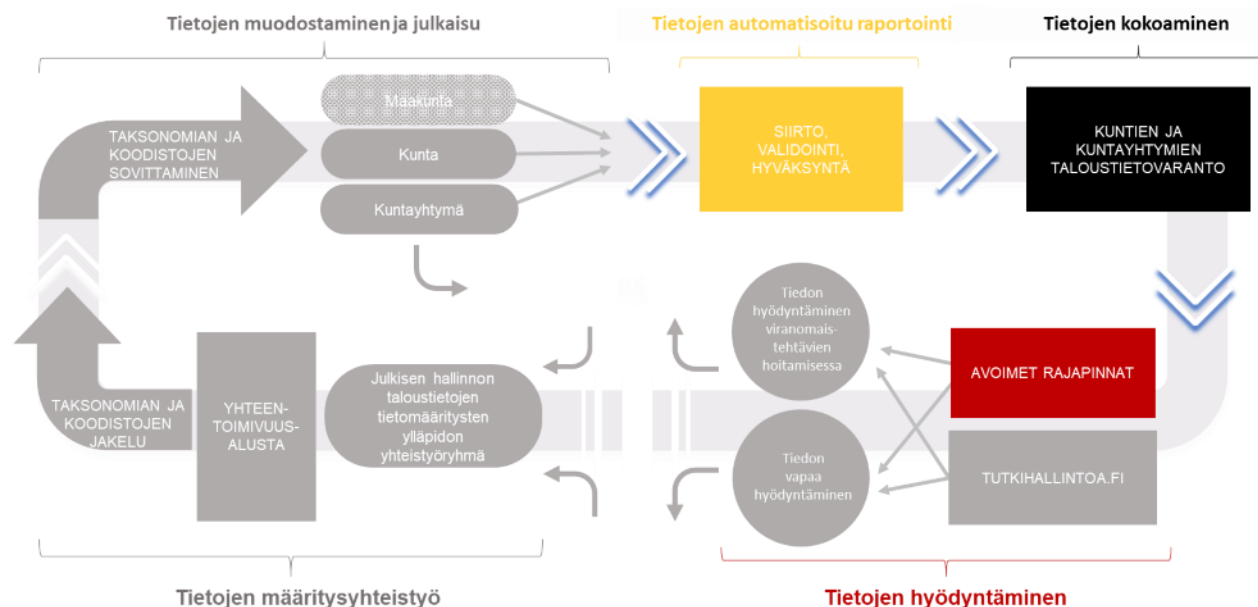 Tietojen muodostaminen ja julkaisu
Tietojen automatisoitu raportointi
Tietojen kokoaminen
TAKSONOMIAN JA
KOODISTOJEN
SOVITTAMINEN
Maakunta
Kunta
Kuntayhtymä
SIIRTO,
VALIDOINTI,
HYVÄKSYNTÄ
KUNTIEN JA
KUNTAYHTYMIEN
TALOUSTIETOVARANTO
TAKSONOMIAN JA
KOODISTOJEN
JAKELU
YHTEEN-
TOIMIVUUS-
ALUSTA
Julkisen hallinnon
taloustietojen
tietomääritysten
ylläpidon
yhteistyöryhmä
Tiedon
hyödyntäminen
viranomais-
tehtävien
hoitamisessa
Tiedon
vapaa
hyödyntäminen
AVOIMET RAJAPINNAT
TUTKIHALLINTOA.FI
Tietojen määritysyhteistyö
Tietojen hyödyntäminen